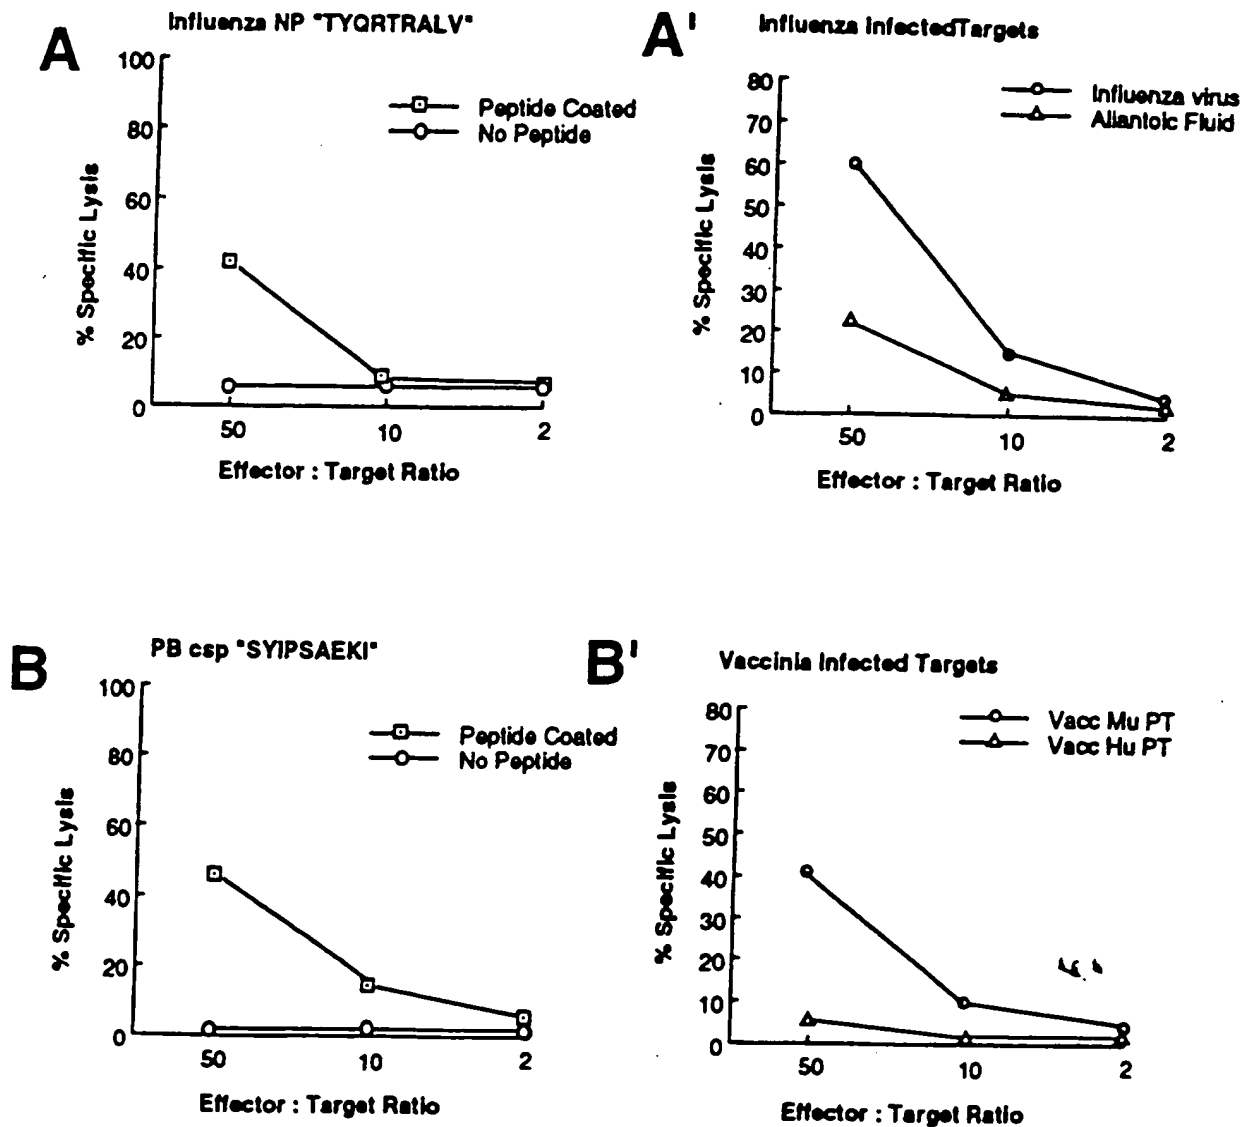 A
Influenza NP "TYQRTRALV"
100
80
60
40
20
0
% Specific Lysis
Peptide Coated
No Peptide
50 10 2
Effector : Target Ratio
A'
Influenza InfectedTargets
80
70
60
50
40
30
20
10
0
% Specific Lysis
Influenza virus
Allantoic Fluid
50 10 2
Effector : Target Ratio
B
PB csp "SYIPSAEKI"
100
80
60
40
20
0
% Specific Lysis
Peptide Coated
No Peptide
50 10 2
Effector : Target Ratio
B'
Vaccinia Infected Targets
80
70
60
50
40
30
20
10
0
% Specific Lysis
Vacc Mu PT
Vacc Hu PT
50 10 2
Effector : Target Ratio